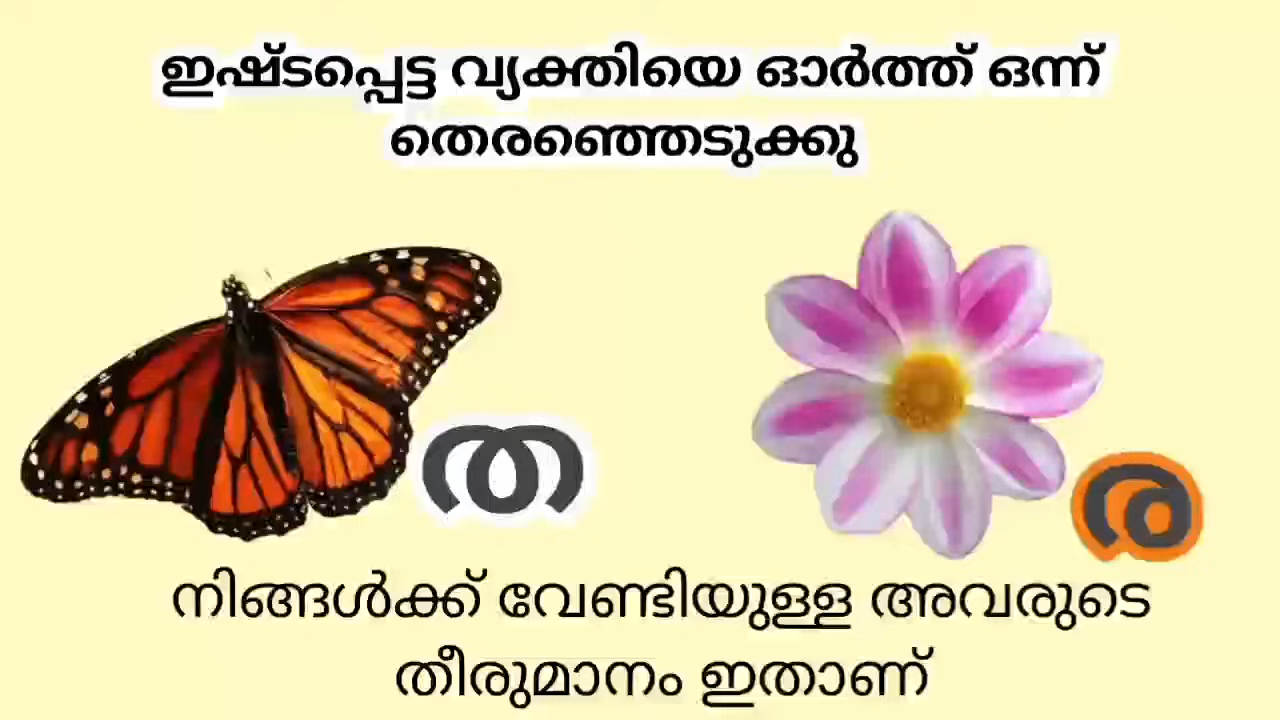 ഇഷ്ടപ്പെട്ട വ്യക്തിയെ ഓർത്ത് ഒന്ന്
തെരഞ്ഞെടുക്കു
ത
ര
നിങ്ങൾക്ക് വേണ്ടിയുള്ള അവരുടെ
തീരുമാനം ഇതാണ്